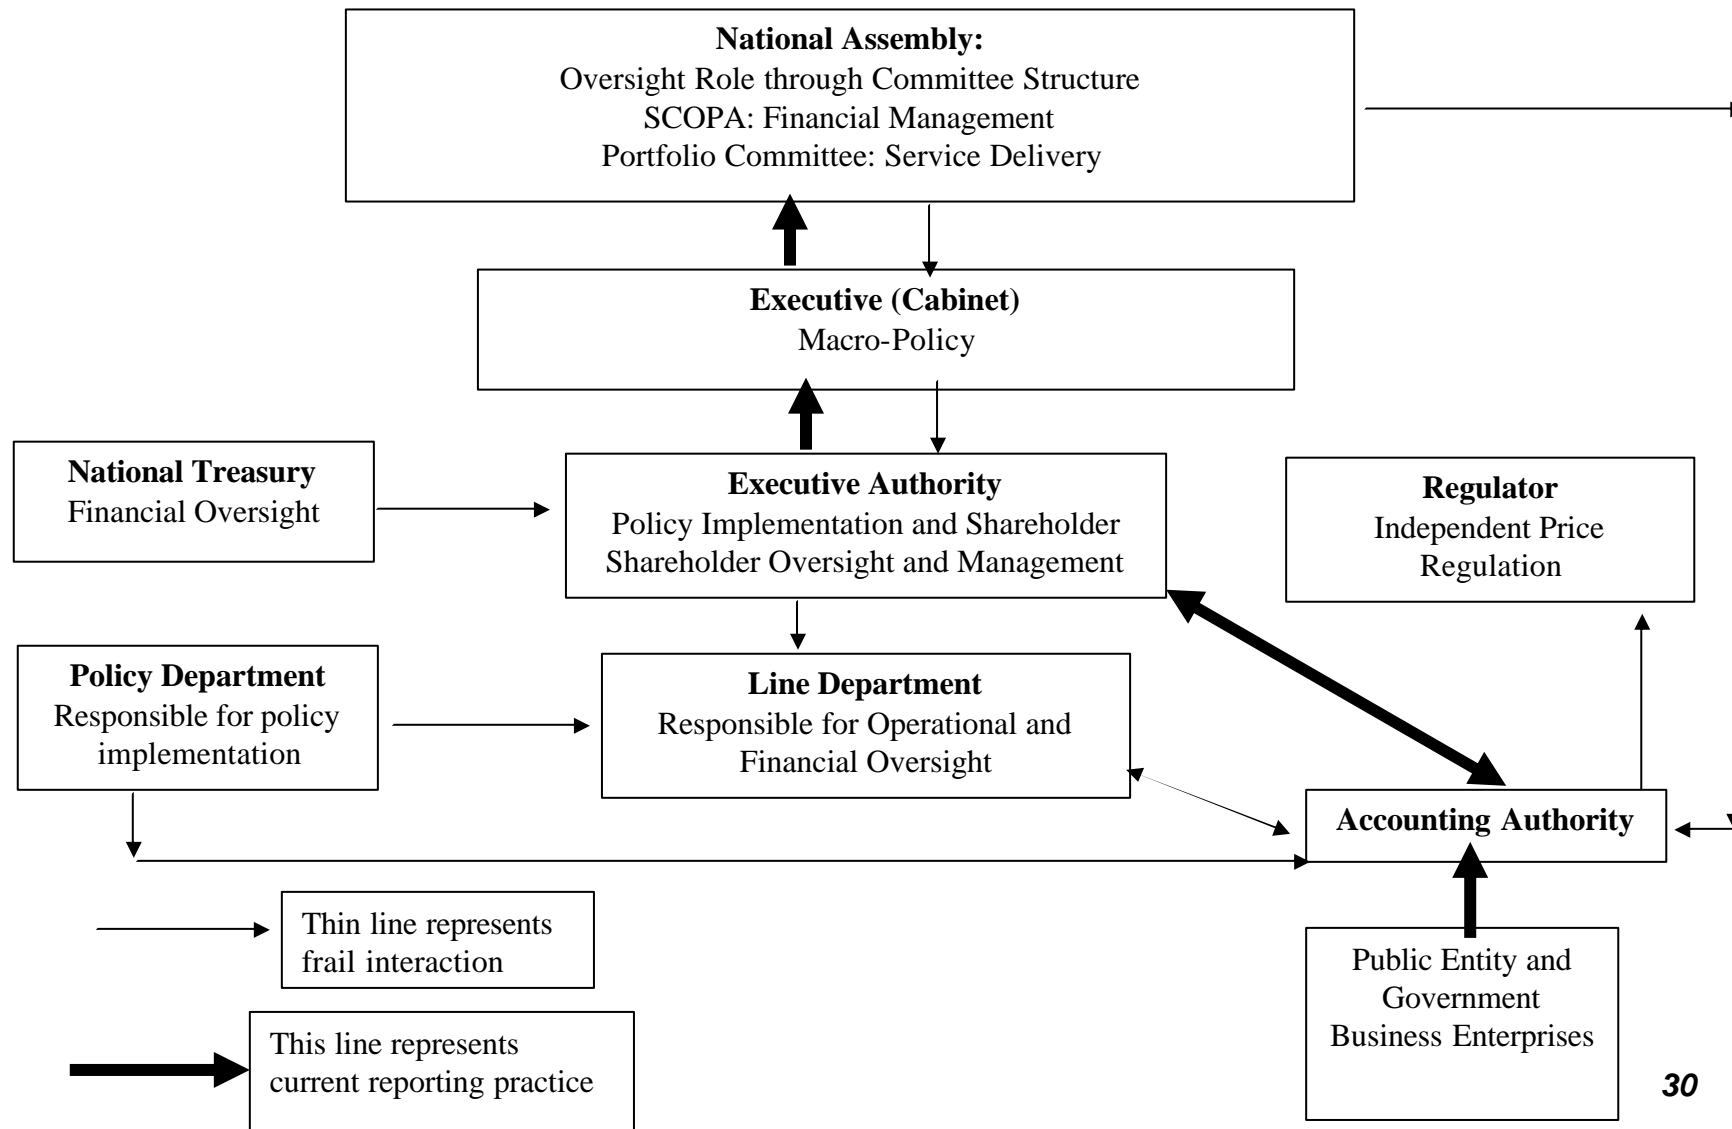 National Assembly:
Oversight Role through Committee Structure
SCOPA: Financial Management
Portfolio Committee: Service Delivery
Executive (Cabinet)
Macro-Policy
National Treasury
Financial Oversight
Executive Authority
Policy Implementation and Shareholder
Shareholder Oversight and Management
Regulator
Independent Price
Regulation
Policy Department
Responsible for policy
implementation
Line Department
Responsible for Operational and
Financial Oversight
Accounting Authority
Thin line represents
frail interaction
Public Entity and
Government
Business Enterprises
This line represents
current reporting practice
30